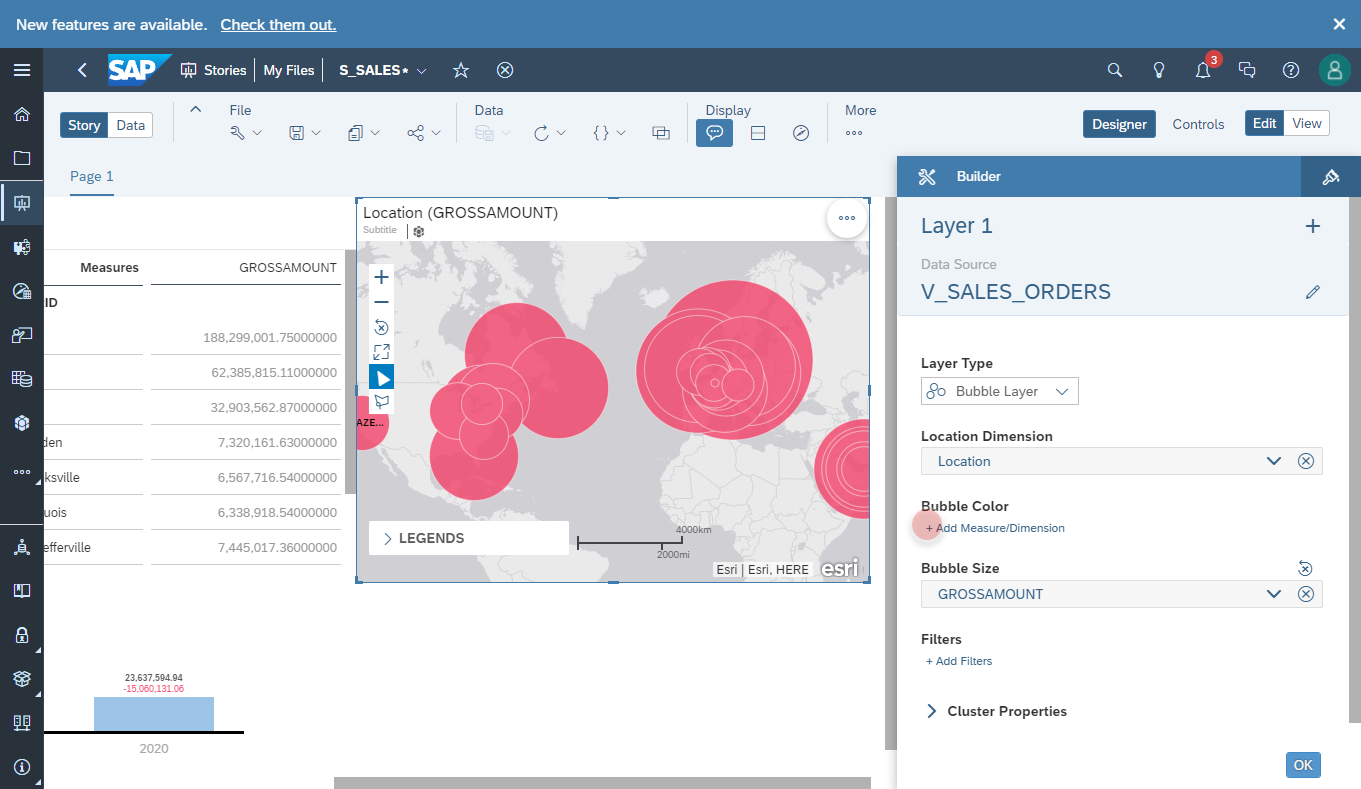 New features are available. Check them out.
SAP Stories My Files S_SALES* 3
Story Data File Data Display More Designer Controls Edit View
Page 1
Builder
Measures GROSSAMOUNT
ID
188,299,001.75000000
62,385,815.11000000
32,903,562.87000000
den 7,320,161.63000000
ksville 6,567,716.54000000
uois 6,338,918.54000000
efferville 7,445,017.36000000
23,637,594.94
-15,060,131.06
2020
Location (GROSSAMOUNT)
Subtitle
AZE...
LEGENDS
4000km
2000mi
Esri | Esri, HERE esri
Layer 1
Data Source
V_SALES_ORDERS
Layer Type
Bubble Layer
Location Dimension
Location
Bubble Color
+ Add Measure/Dimension
Bubble Size
GROSSAMOUNT
Filters
+ Add Filters
Cluster Properties
OK